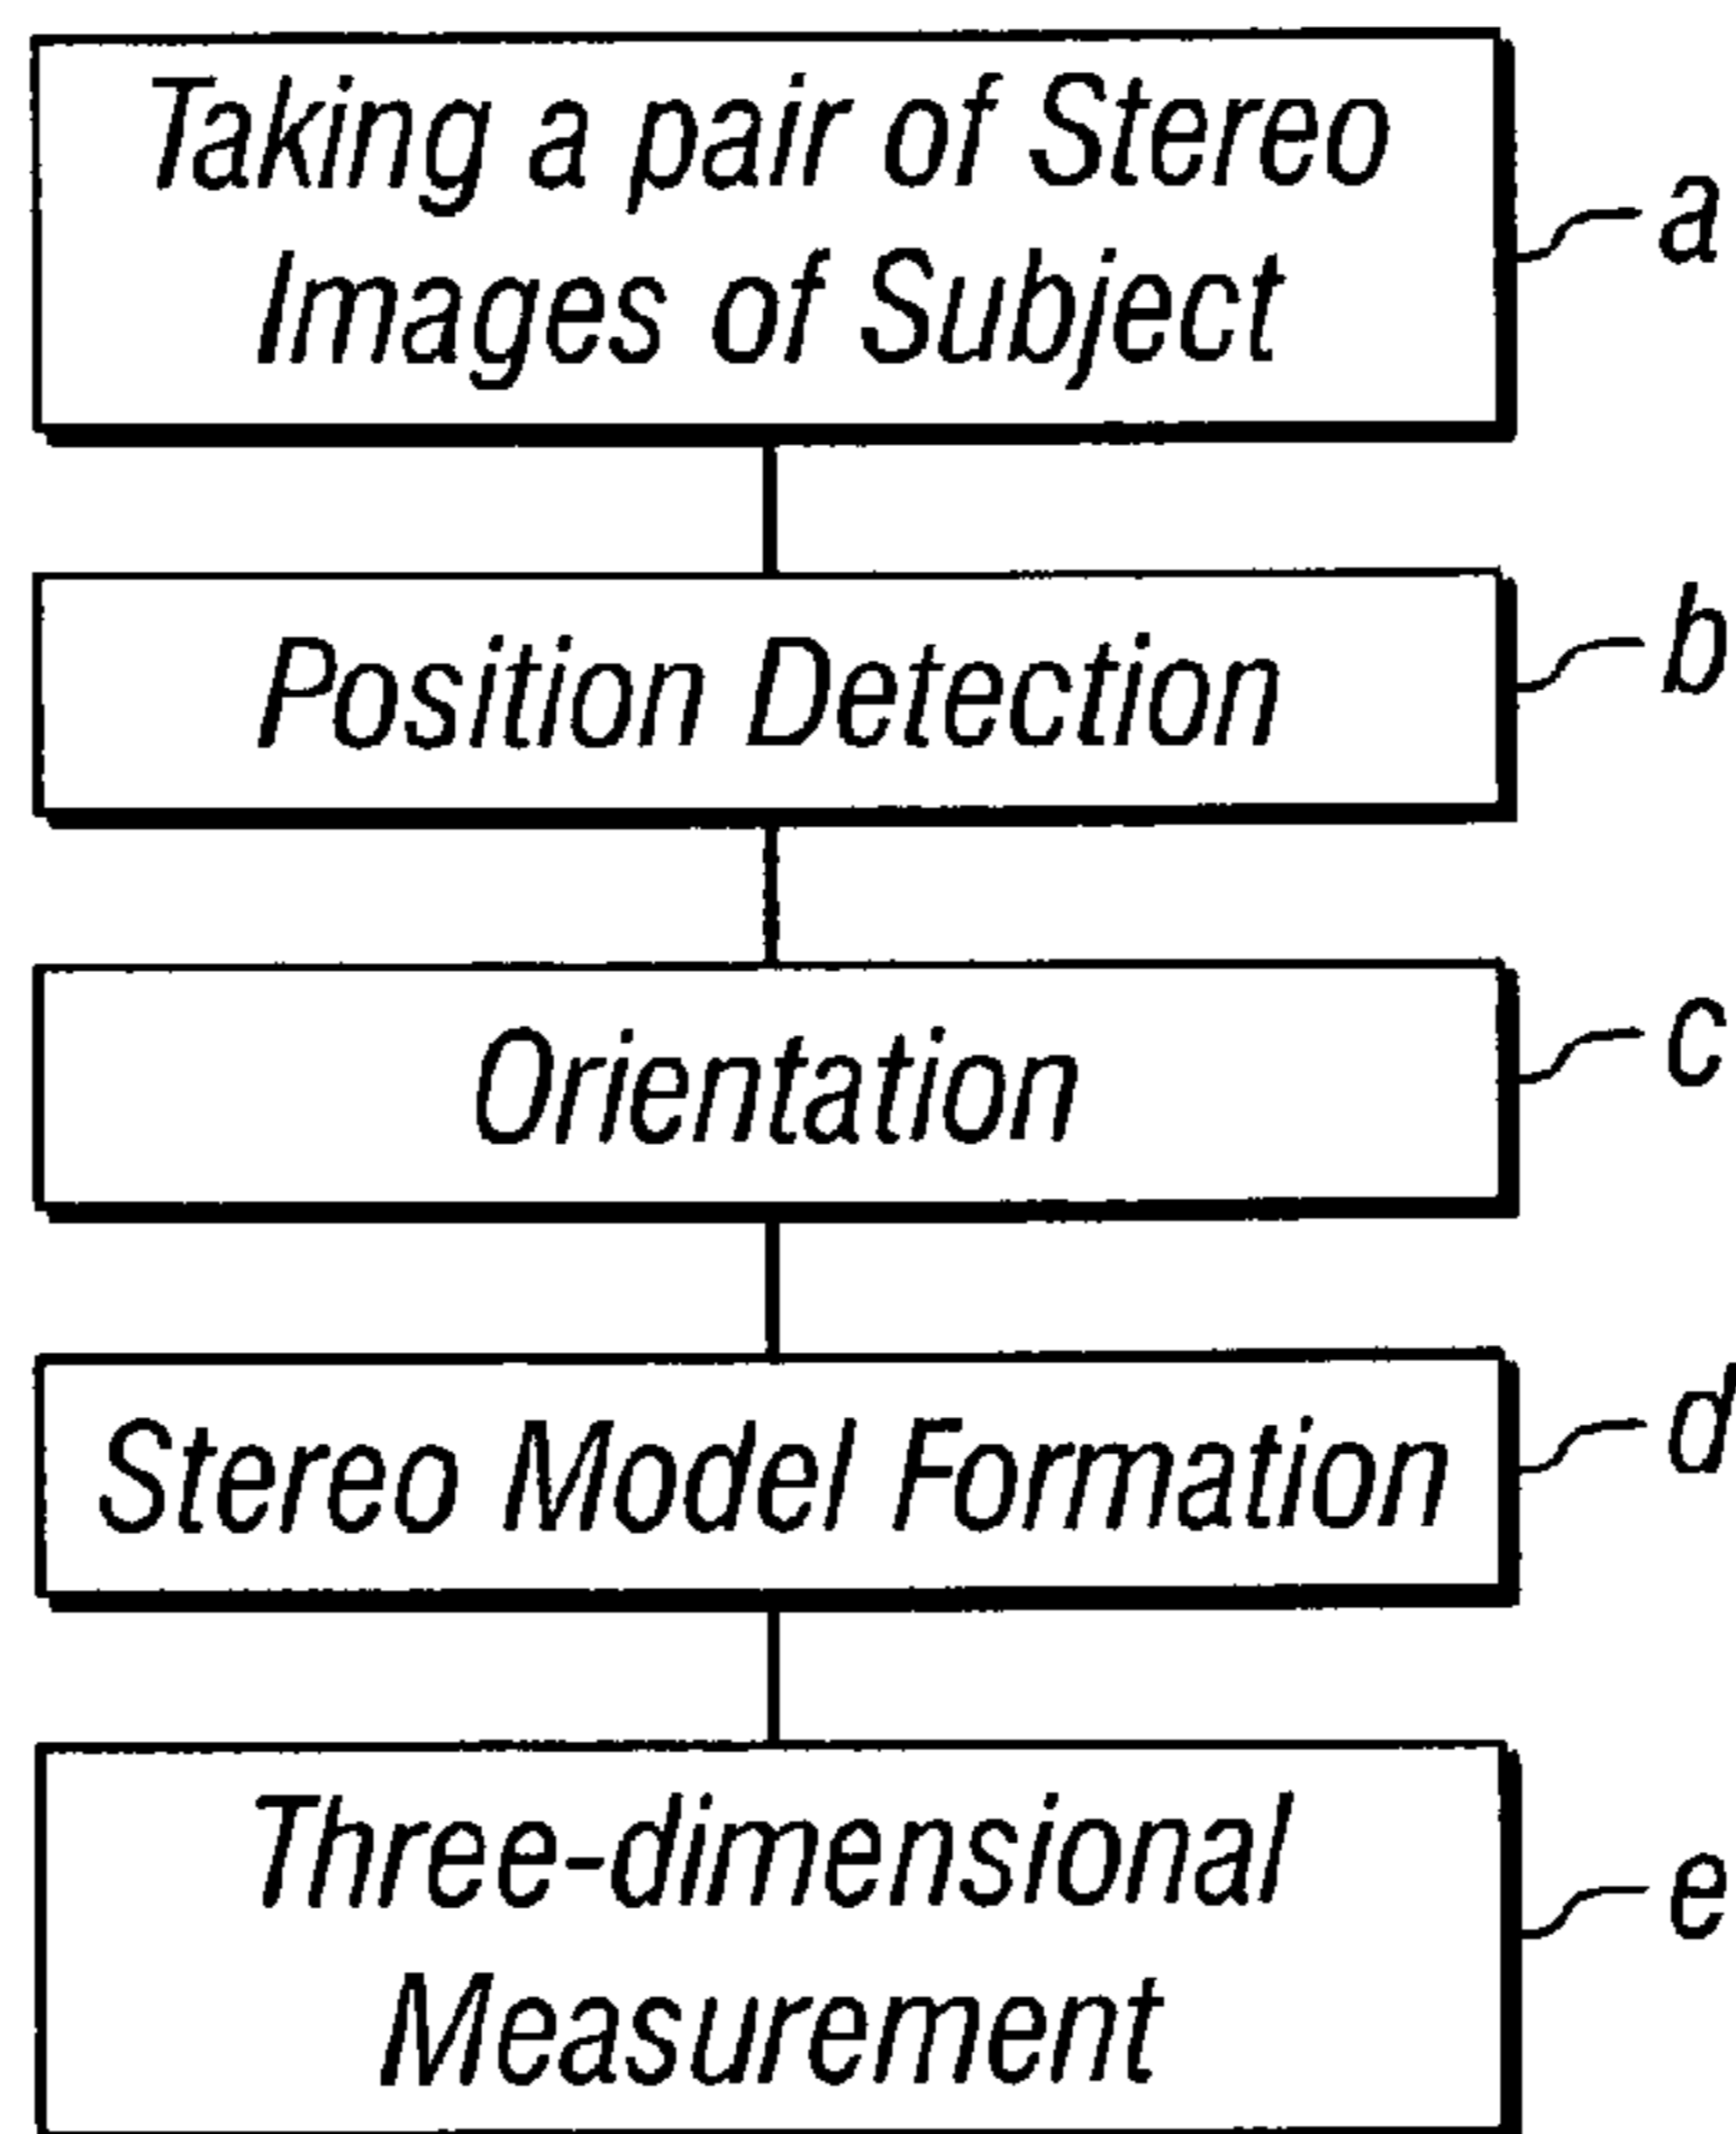 Taking a pair of Stereo
Images of Subject
a
Position Detection
b
Orientation
c
Stereo Model Formation
d
Three-dimensional
Measurement
e